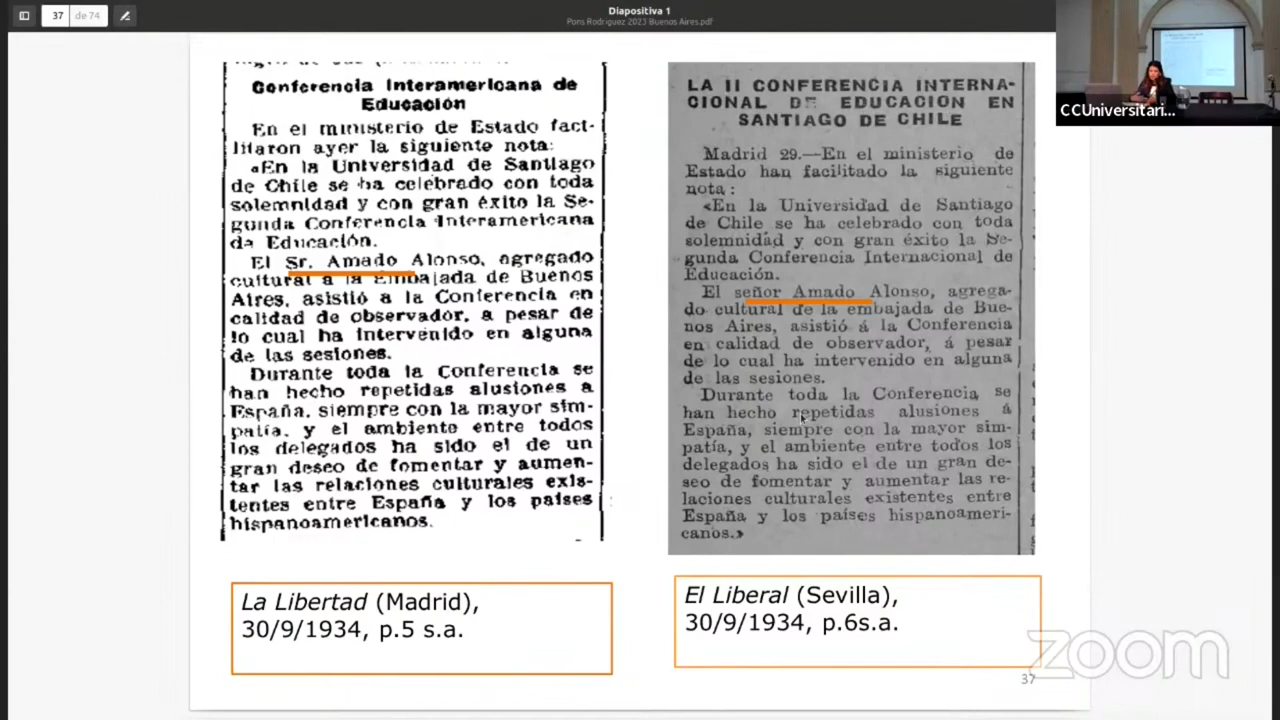 Diapositiva 1
Pons Rodríguez 2023 Buenos Aires.pdf
37 de 74
CCUniversitari...
Conferencia Interamericana de
Educación
En el ministerio de Estado faci-
litaron ayer la siguiente nota:
«En la Universidad de Santiago
de Chile se ha celebrado con toda
solemnidad y con gran éxito la Se-
gunda Conferencia Interamericana
de Educación.
El Sr. Amado Alonso, agregado
cultural a la Embajada de Buenos
Aires, asistió a la Conferencia en
calidad de observador, a pesar de
lo cual ha intervenido en alguna
de las sesiones.
Durante toda la Conferencia se
han hecho repetidas alusiones a
España, siempre con la mayor sim-
patía, y el ambiente entre todos
los delegados ha sido el de un
gran deseo de fomentar y aumen-
tar las relaciones culturales exis-
tentes entre España y los países
hispanoamericanos.
La Libertad (Madrid),
30/9/1934, p.5 s.a.
LA II CONFERENCIA INTERNA-
CIONAL DE EDUCACION EN
SANTIAGO DE CHILE
Madrid 29.—En el ministerio de
Estado han facilitado la siguiente
nota:
«En la Universidad de Santiago
de Chile se ha celebrado con toda
solemnidad y con gran éxito la Se-
gunda Conferencia Internacional de
Educación.
El señor Amado Alonso, agrega-
do cultural de la embajada de Bue-
nos Aires, asistió á la Conferencia
en calidad de observador, á pesar
de lo cual ha intervenido en alguna
de las sesiones.
Durante toda la Conferencia se
han hecho repetidas alusiones á
España, siempre con la mayor sim-
patía, y el ambiente entre todos los
delegados ha sido el de un gran de-
seo de fomentar y aumentar las re-
laciones culturales existentes entre
España y los países hispanoameri-
canos.»
El Liberal (Sevilla),
30/9/1934, p.6s.a.
37
zoom